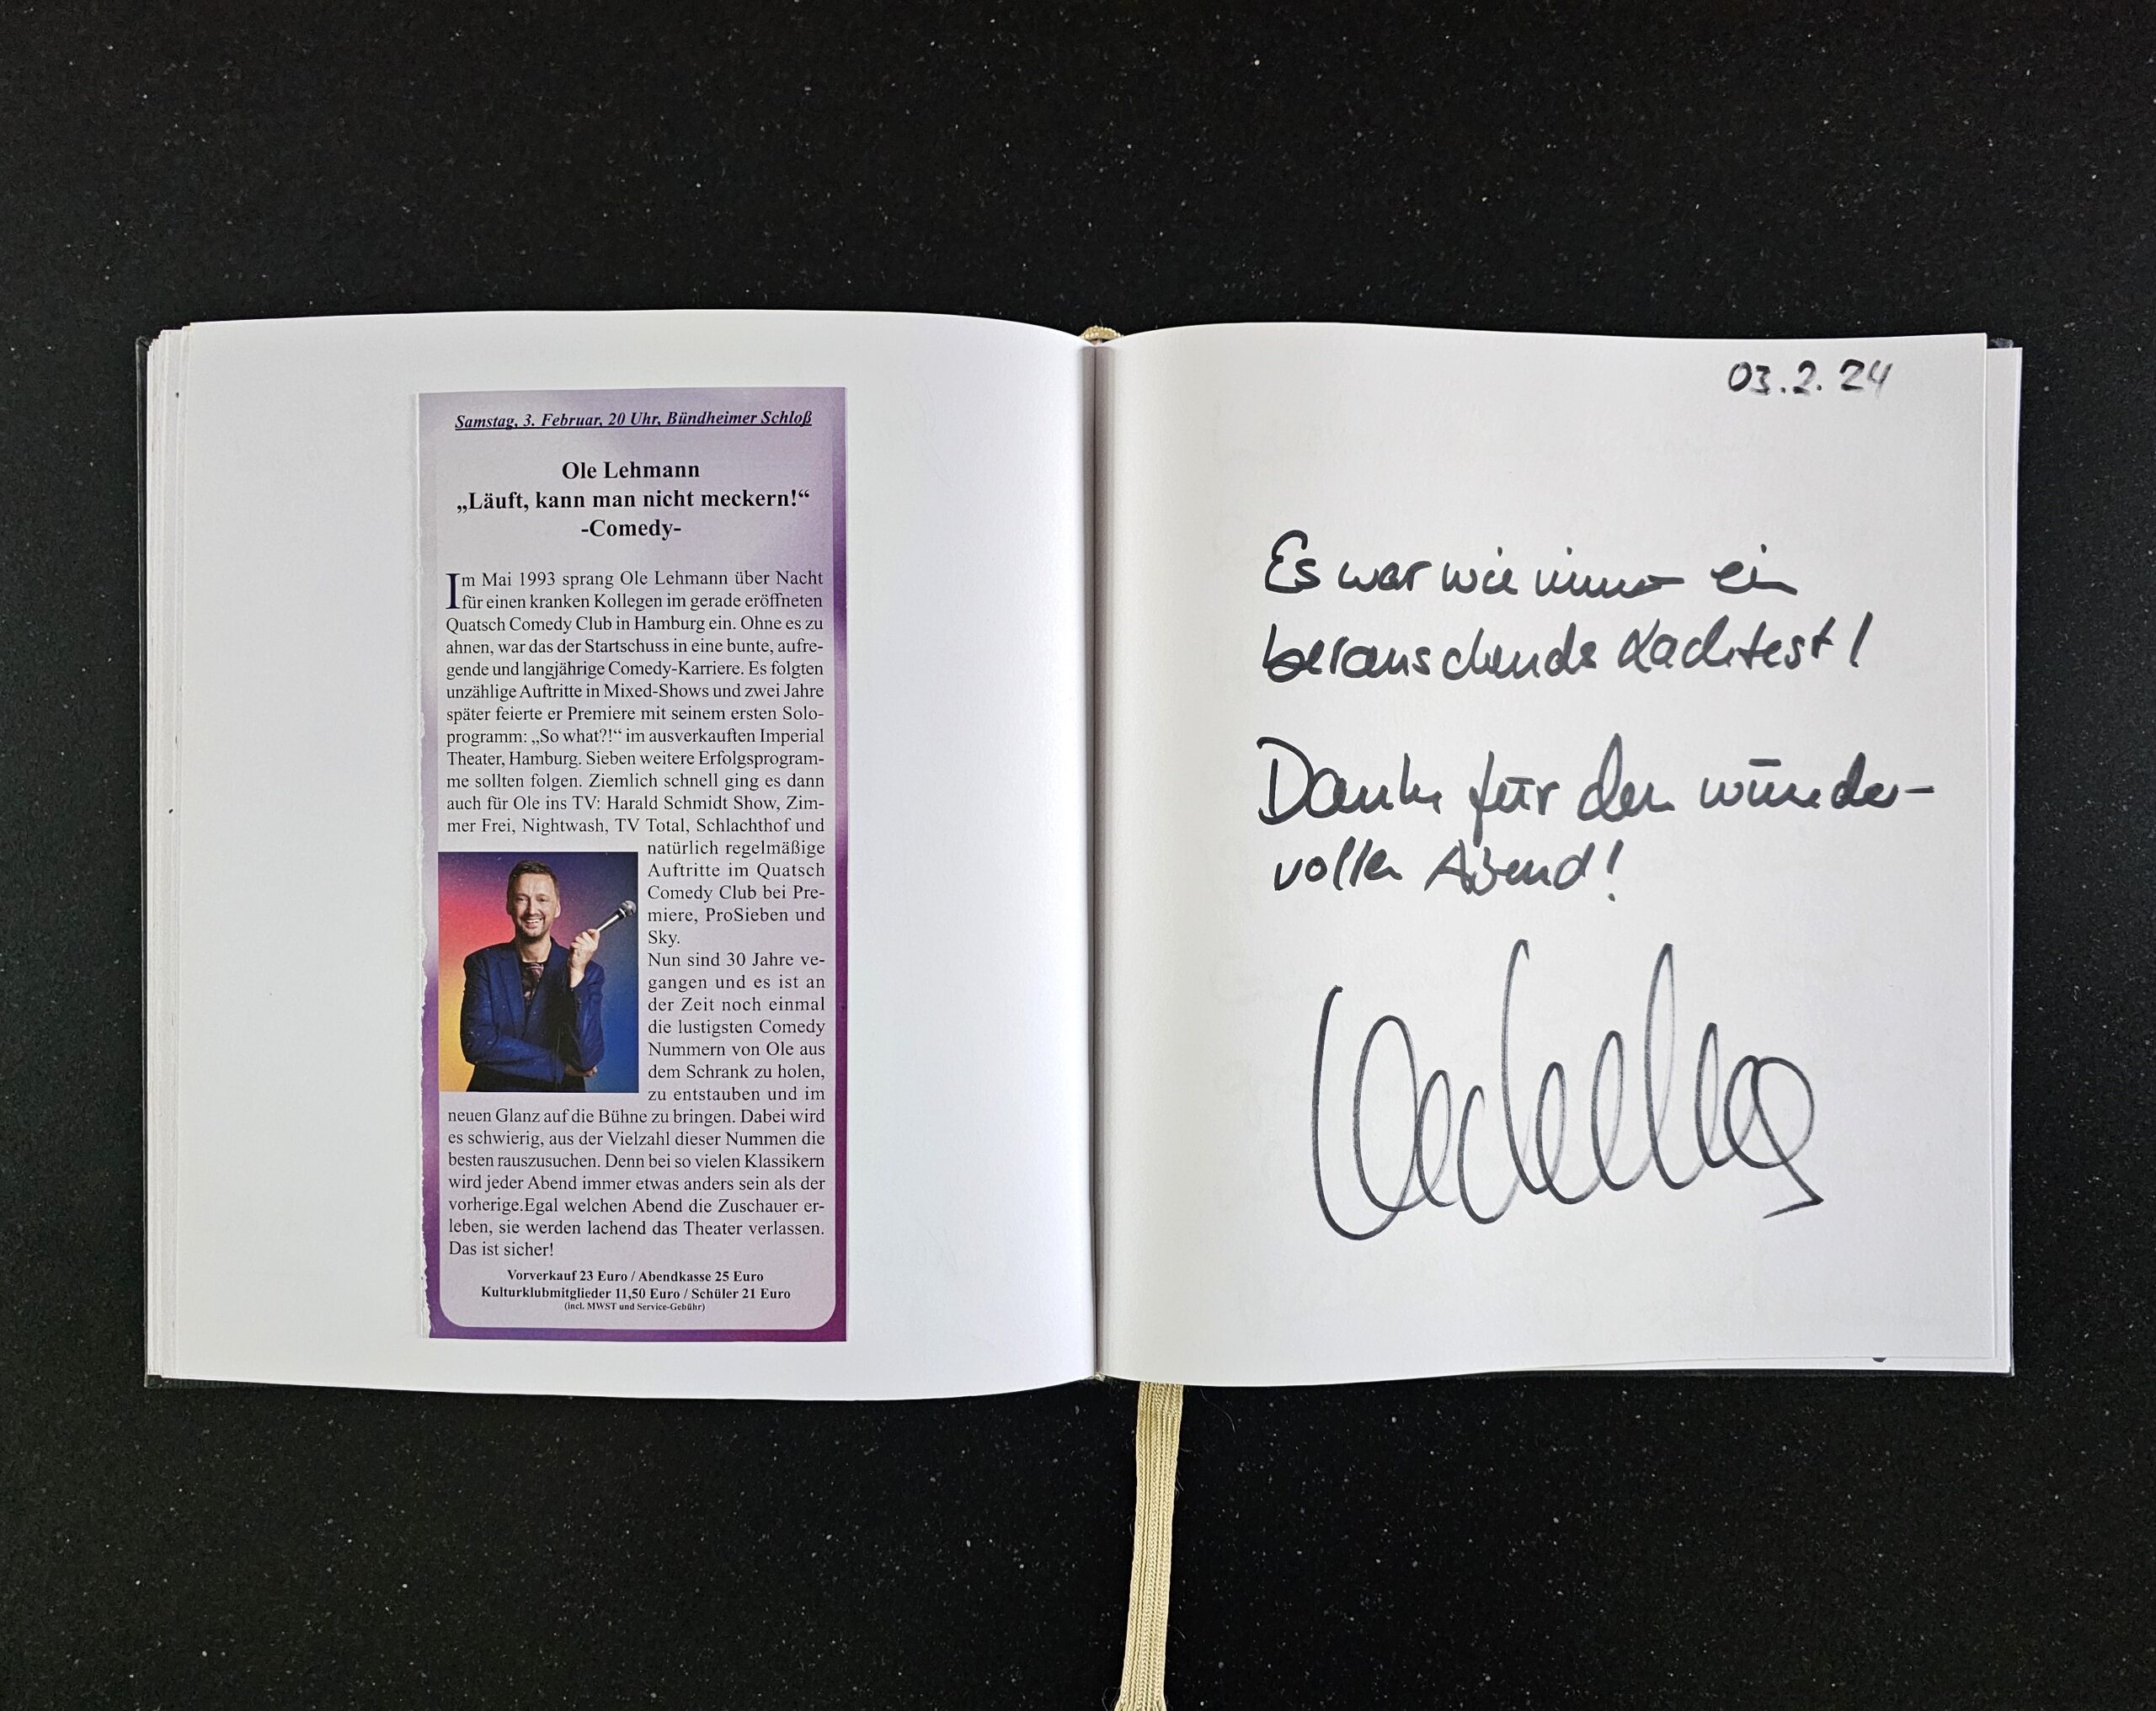 Samstag, 3. Februar, 20 Uhr, Bündheimer Schloß
Ole Lehmann
„Läuft, kann man nicht meckern!“
-Comedy-
Im Mai 1993 sprang Ole Lehmann über Nacht
für einen kranken Kollegen im gerade eröffneten
Quatsch Comedy Club in Hamburg ein. Ohne es zu
ahnen, war das der Startschuss in eine bunte, aufre-
gende und langjährige Comedy-Karriere. Es folgten
unzählige Auftritte in Mixed-Shows und zwei Jahre
später feierte er Premiere mit seinem ersten Solo-
programm: „So what?!“ im ausverkauften Imperial
Theater, Hamburg. Sieben weitere Erfolgsprogram-
me sollten folgen. Ziemlich schnell ging es dann
auch für Ole ins TV: Harald Schmidt Show, Zim-
mer Frei, Nightwash, TV Total, Schlachthof und
natürlich regelmäßige
Auftritte im Quatsch
Comedy Club bei Pre-
miere, ProSieben und
Sky.
Nun sind 30 Jahre ve-
gangen und es ist an
der Zeit noch einmal
die lustigsten Comedy
Nummern von Ole aus
dem Schrank zu holen,
zu entstauben und im
neuen Glanz auf die Bühne zu bringen. Dabei wird
es schwierig, aus der Vielzahl dieser Nummen die
besten rauszusuchen. Denn bei so vielen Klassikern
wird jeder Abend immer etwas anders sein als der
vorherige.Egal welchen Abend die Zuschauer er-
leben, sie werden lachend das Theater verlassen.
Das ist sicher!
Vorverkauf 23 Euro / Abendkasse 25 Euro
Kulturklubmitglieder 11,50 Euro / Schüler 21 Euro
(incl. MWST und Service-Gebühr)
03.2.24
Es war wie immer ein
berauschendes Lachfest!
Danke für den wunder-
vollen Abend!